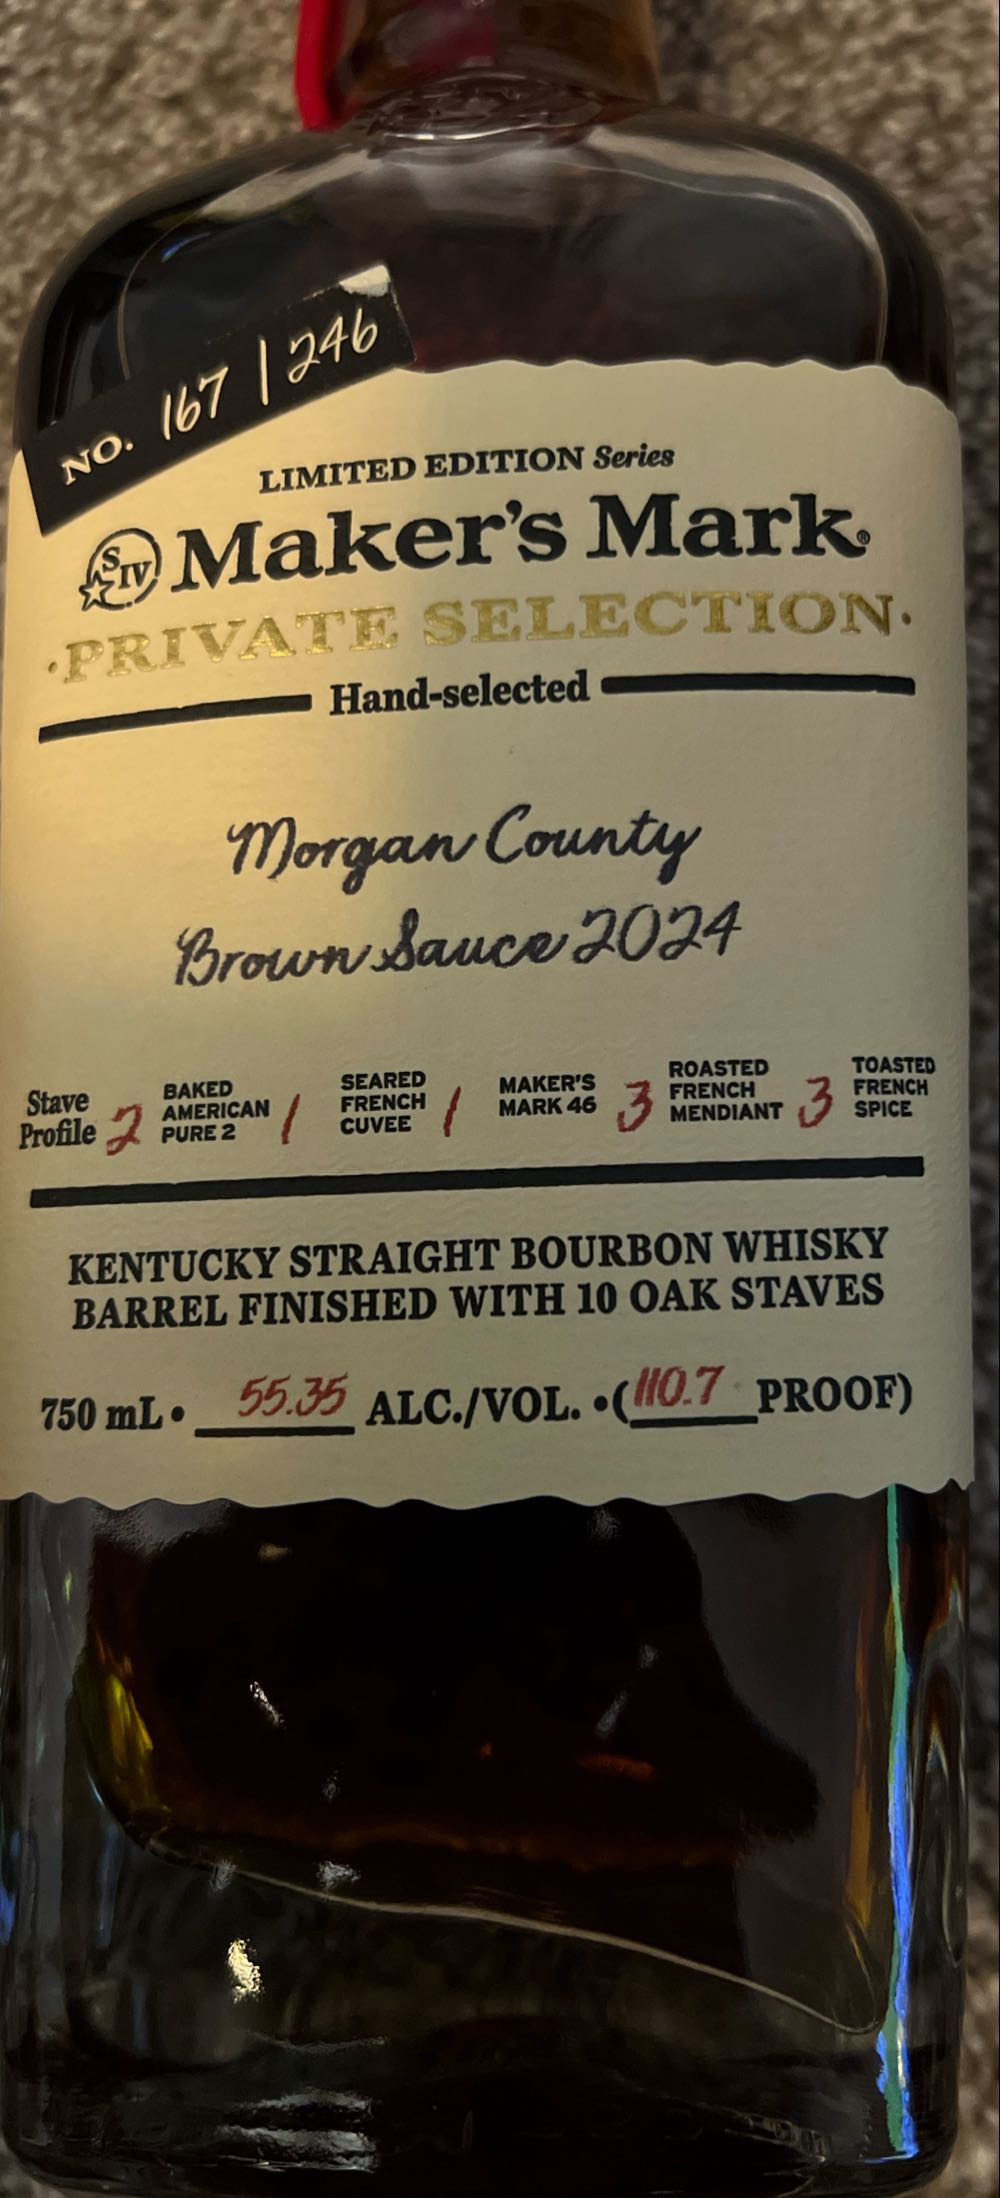 NO. 167 | 246
LIMITED EDITION Series
S IV Maker's Mark®
·PRIVATE SELECTION·
Hand-selected
Morgan County
Brown Sauce 2024
Stave Profile 2 BAKED AMERICAN PURE 2 1 SEARED FRENCH CUVEE 1 MAKER'S MARK 46 3 ROASTED FRENCH MENDIANT 3 TOASTED FRENCH SPICE
KENTUCKY STRAIGHT BOURBON WHISKY
BARREL FINISHED WITH 10 OAK STAVES
750 mL • 55.35 ALC./VOL. •(110.7 PROOF)